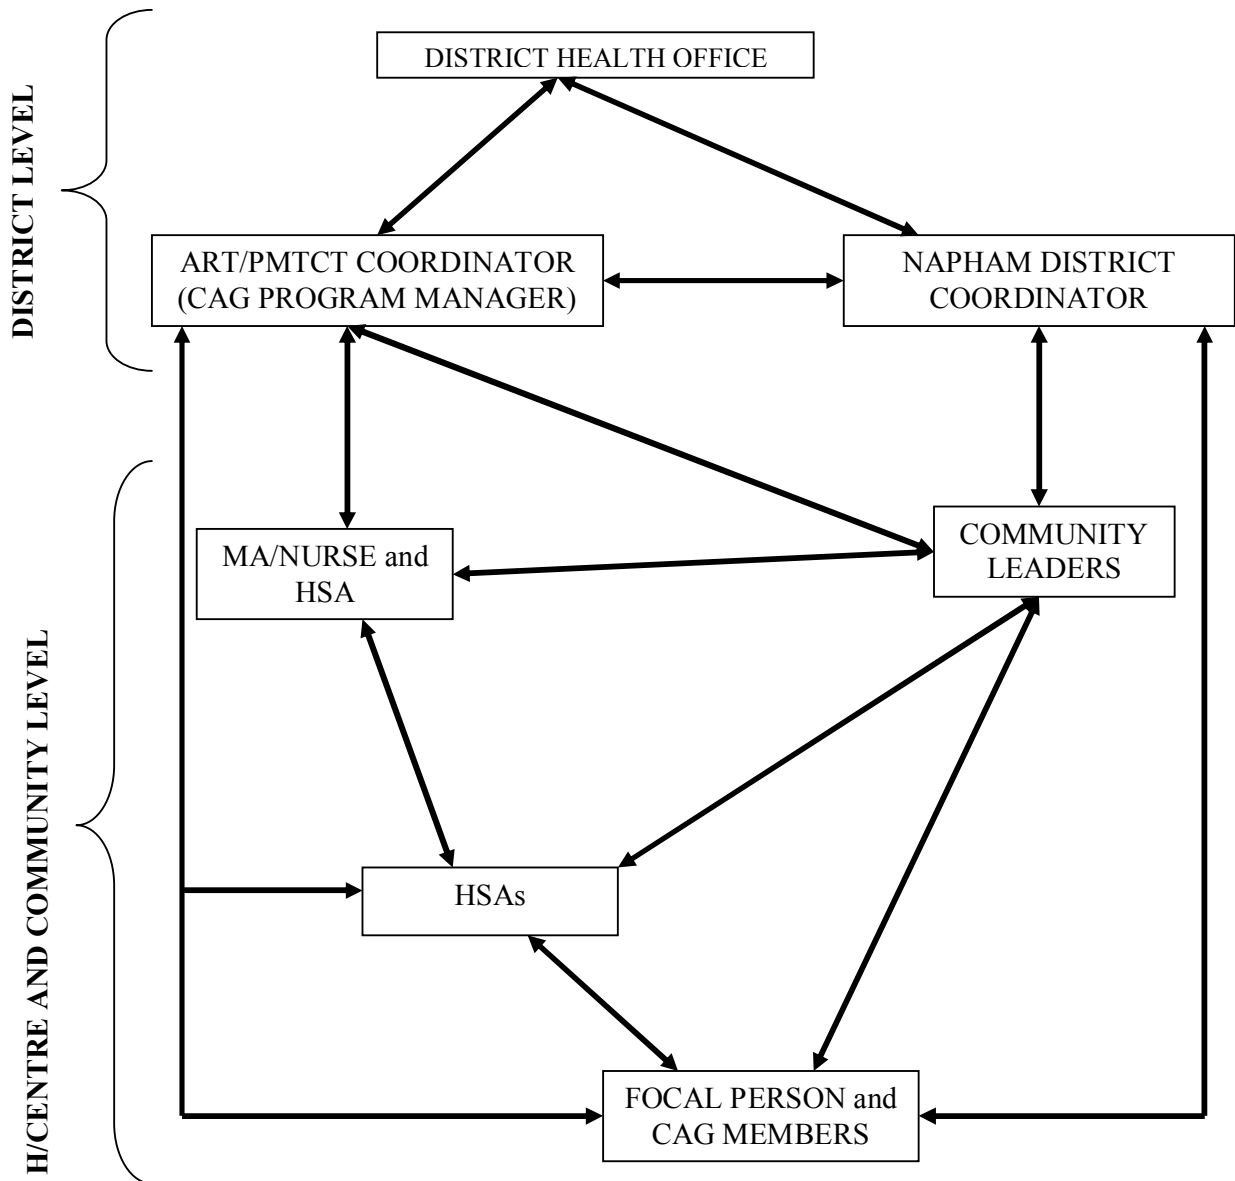 DISTRICT LEVEL
DISTRICT HEALTH OFFICE
ART/PMTCT COORDINATOR
(CAG PROGRAM MANAGER)
NAPHAM DISTRICT
COORDINATOR
H/CENTRE AND COMMUNITY LEVEL
MA/NURSE and
HSA
COMMUNITY
LEADERS
HSAs
FOCAL PERSON and
CAG MEMBERS